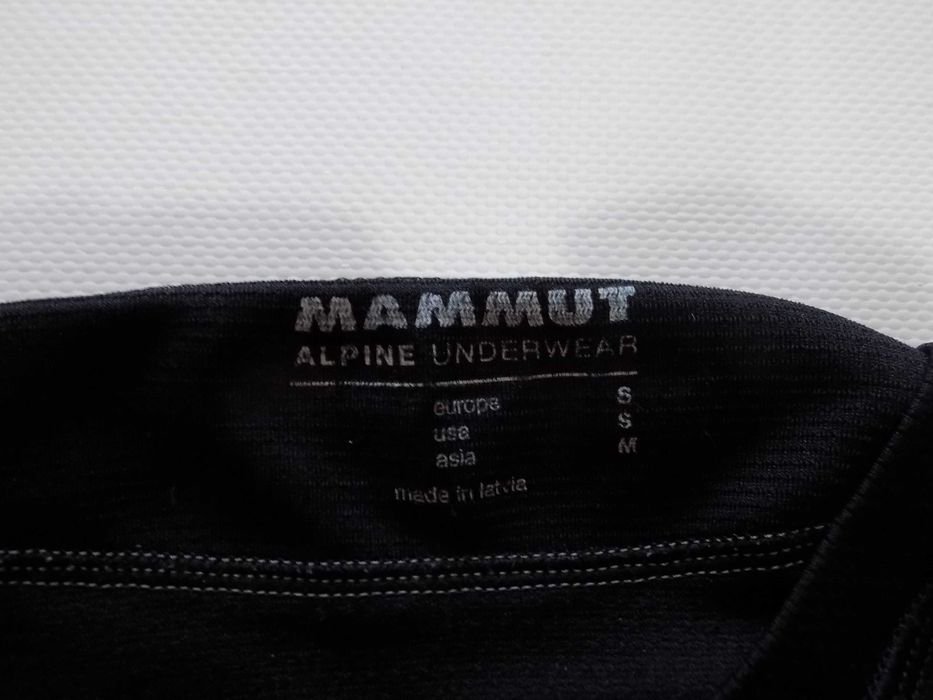 MAMMUT
ALPINE UNDERWEAR
europa S
usa S
asia M
made in latvia